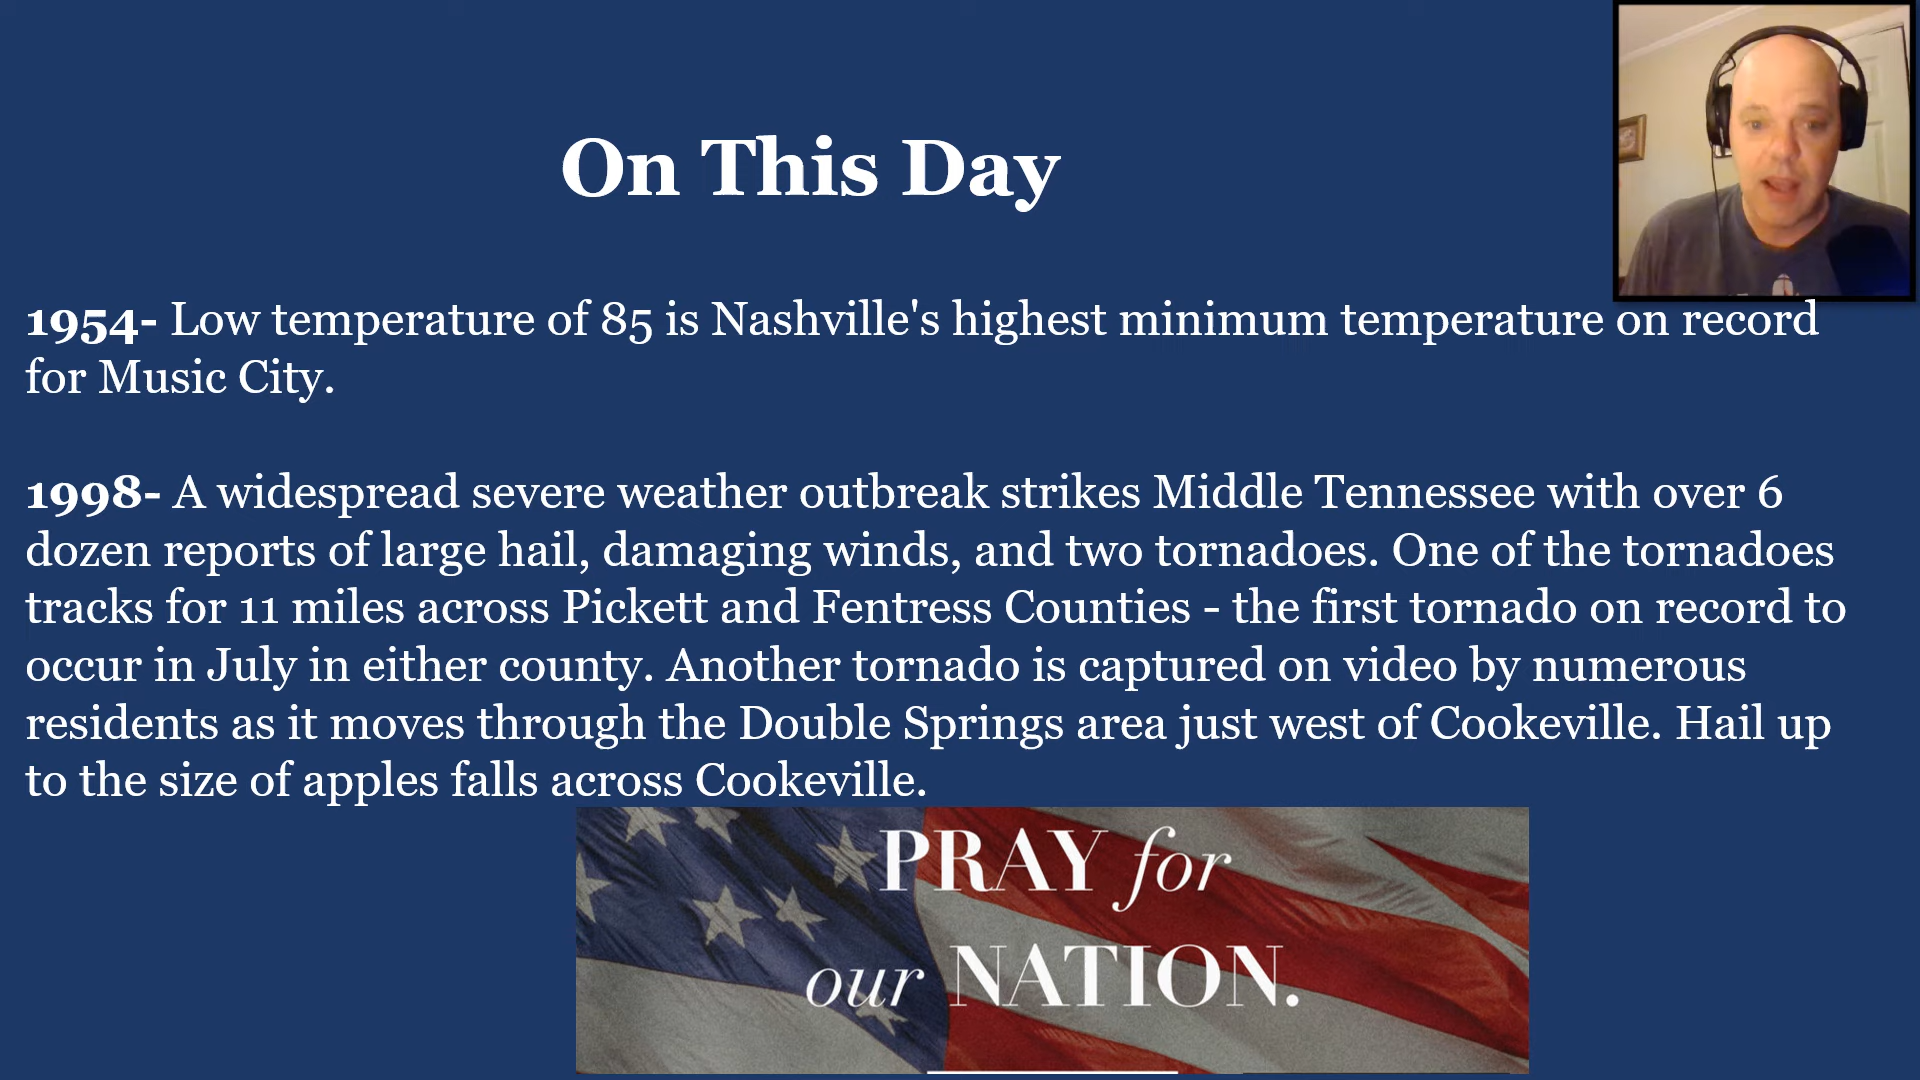 On This Day
1954- Low temperature of 85 is Nashville's highest minimum temperature on record
for Music City.
1998- A widespread severe weather outbreak strikes Middle Tennessee with over 6
dozen reports of large hail, damaging winds, and two tornadoes. One of the tornadoes
tracks for 11 miles across Pickett and Fentress Counties - the first tornado on record to
occur in July in either county. Another tornado is captured on video by numerous
residents as it moves through the Double Springs area just west of Cookeville. Hail up
to the size of apples falls across Cookeville.
PRAY for
our NATION.